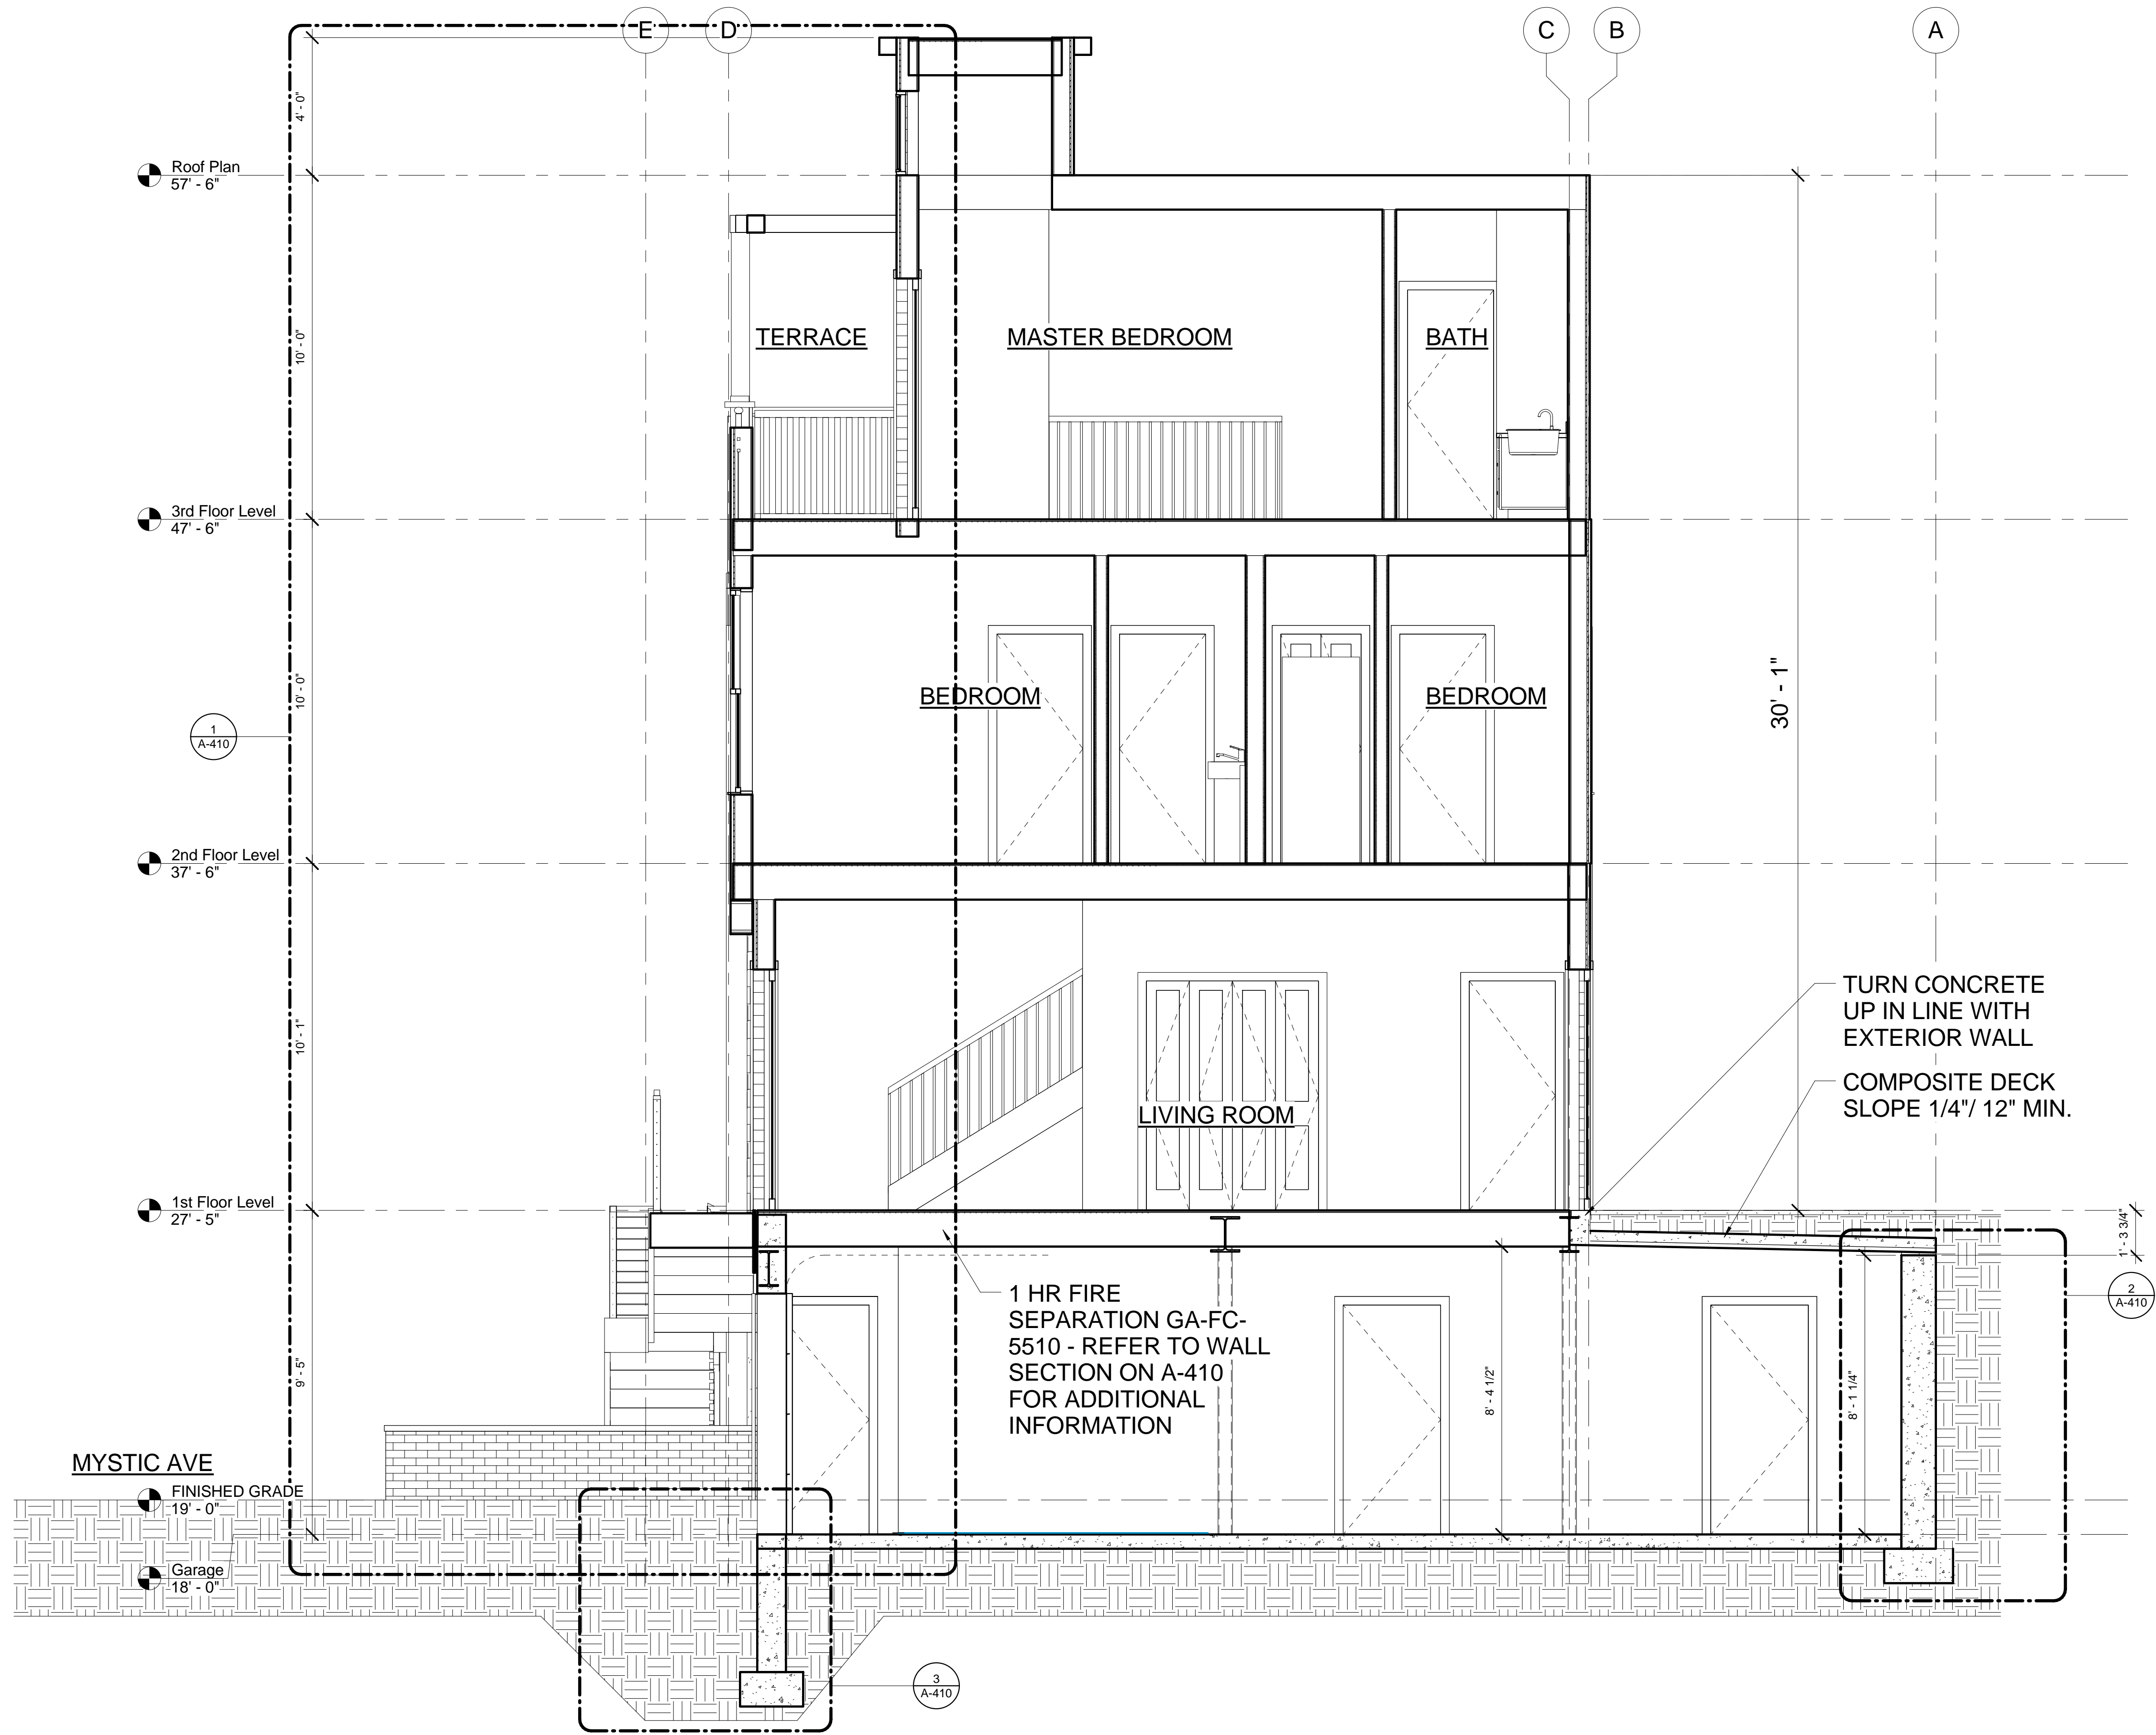 E
D
C
B
A
4' - 0"
Roof Plan
57' - 6"
TERRACE
MASTER BEDROOM
BATH
10' - 0"
3rd Floor Level
47' - 6"
10' - 0"
BEDROOM
BEDROOM
30' - 1"
1
A-410
2nd Floor Level
37' - 6"
10' - 1"
LIVING ROOM
TURN CONCRETE
UP IN LINE WITH
EXTERIOR WALL
COMPOSITE DECK
SLOPE 1/4"/ 12" MIN.
1st Floor Level
27' - 5"
1' - 3 3/4"
2
A-410
1 HR FIRE
SEPARATION GA-FC-
5510 - REFER TO WALL
SECTION ON A-410
FOR ADDITIONAL
INFORMATION
9' - 5"
8' - 4 1/2"
8' - 1 1/4"
MYSTIC AVE
FINISHED GRADE
19' - 0"
Garage
18' - 0"
3
A-410